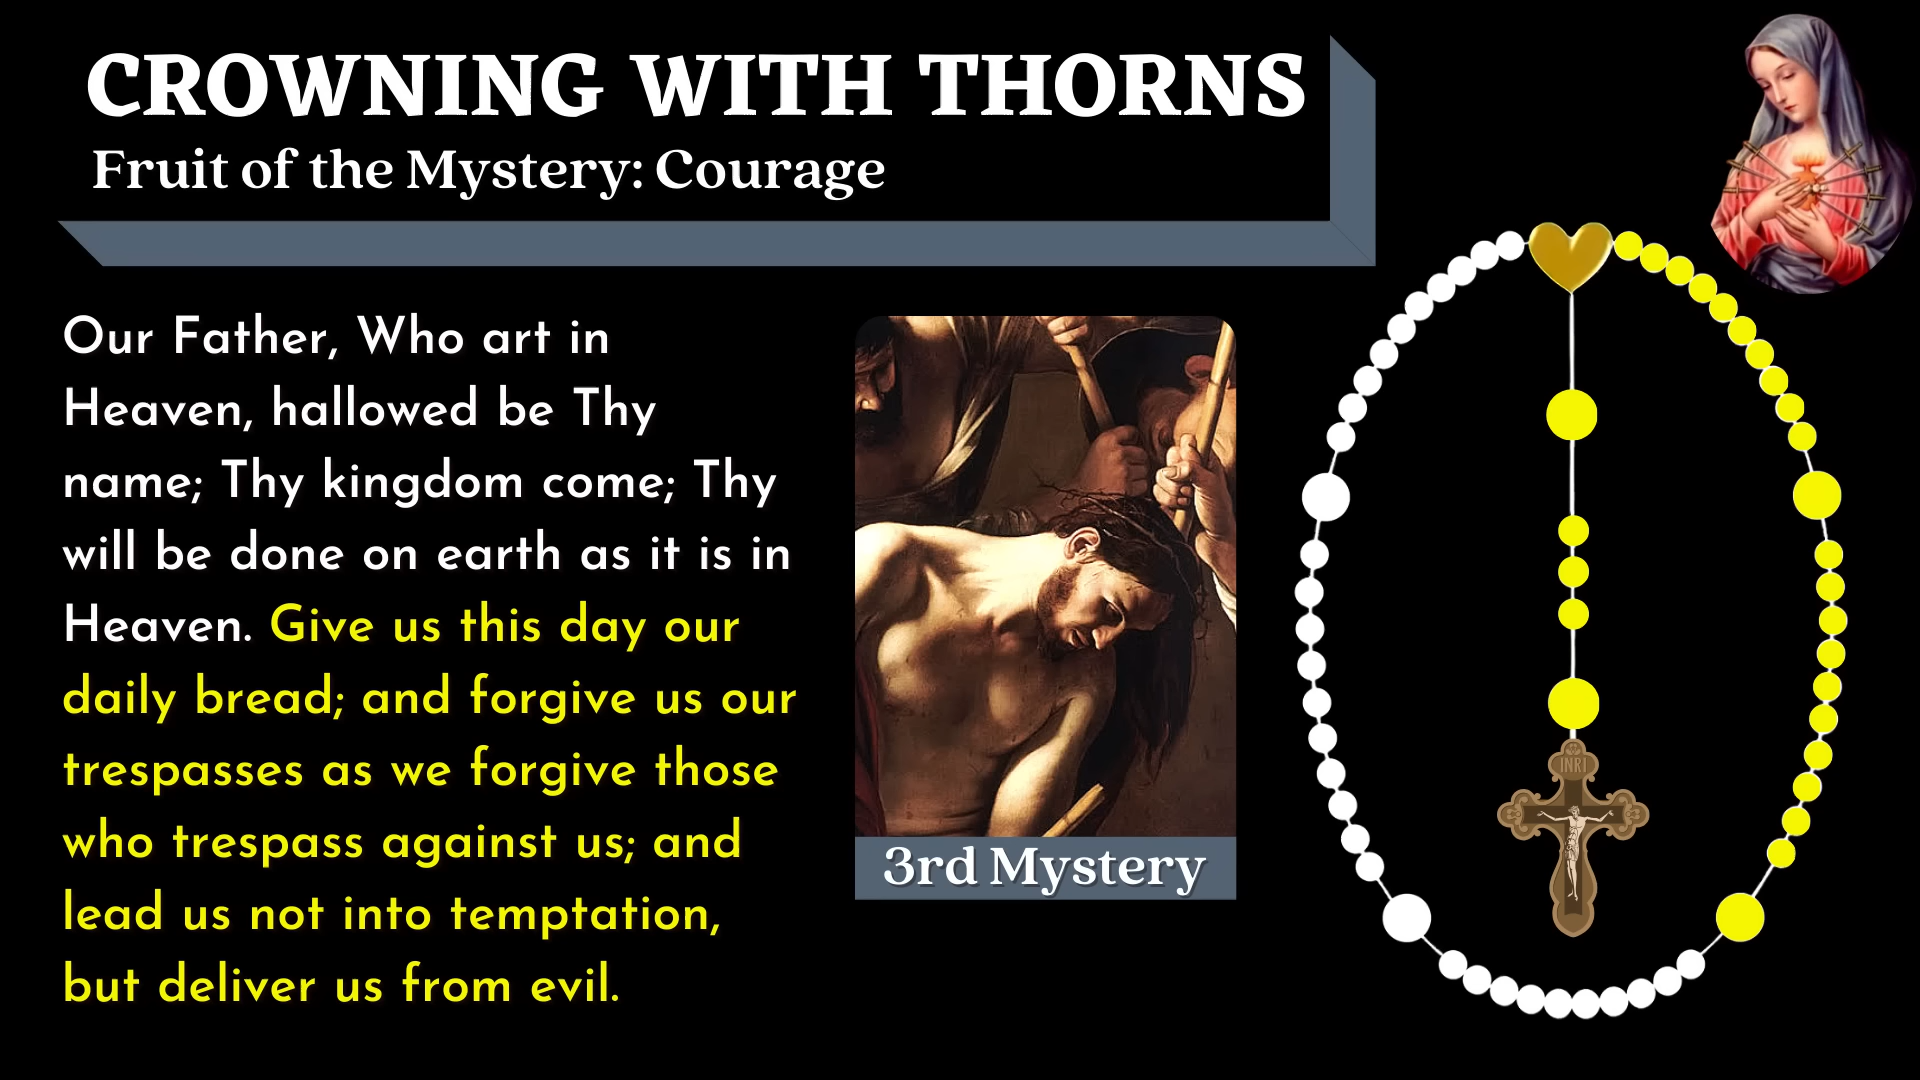 CROWNING WITH THORNS
Fruit of the Mystery: Courage
Our Father, Who art in
Heaven, hallowed be Thy
name; Thy kingdom come; Thy
will be done on earth as it is in
Heaven. Give us this day our
daily bread; and forgive us our
trespasses as we forgive those
who trespass against us; and
lead us not into temptation,
but deliver us from evil.
3rd Mystery
INRI